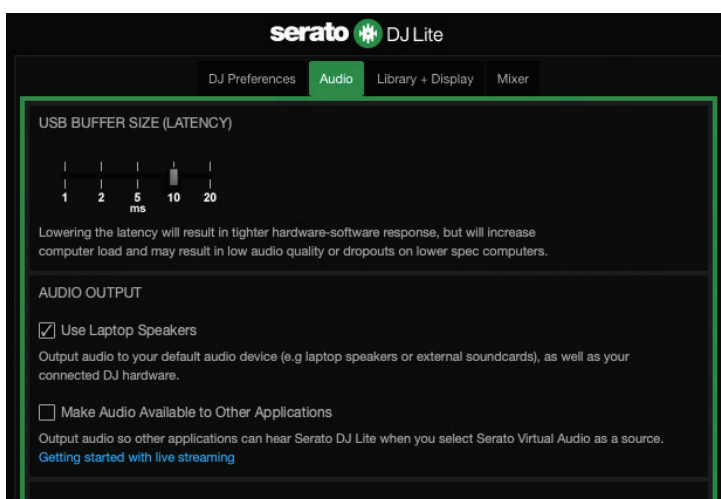 serato DJ Lite
DJ Preferences Audio Library + Display Mixer
USB BUFFER SIZE (LATENCY)
1 2 5 10 20
ms
Lowering the latency will result in tighter hardware-software response, but will increase
computer load and may result in low audio quality or dropouts on lower spec computers.
AUDIO OUTPUT
Use Laptop Speakers
Output audio to your default audio device (e.g laptop speakers or external soundcards), as well as your
connected DJ hardware.
Make Audio Available to Other Applications
Output audio so other applications can hear Serato DJ Lite when you select Serato Virtual Audio as a source.
Getting started with live streaming